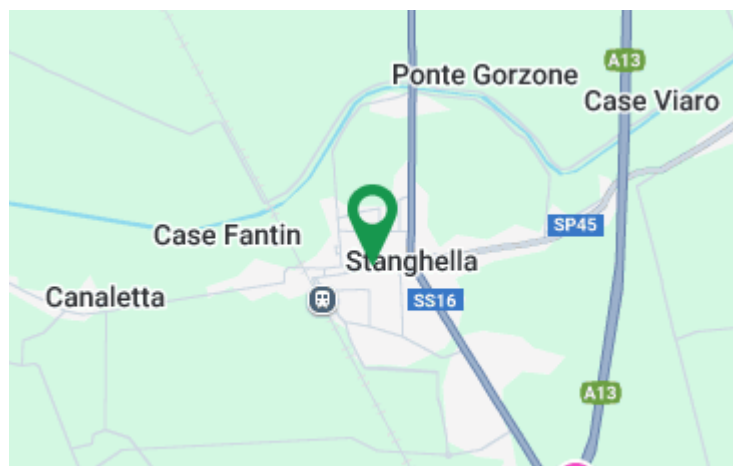 A13
Ponte Gorzone
Case Viaro
SP45
Case Fantin
Stanghella
Canaletta
SS16
A13